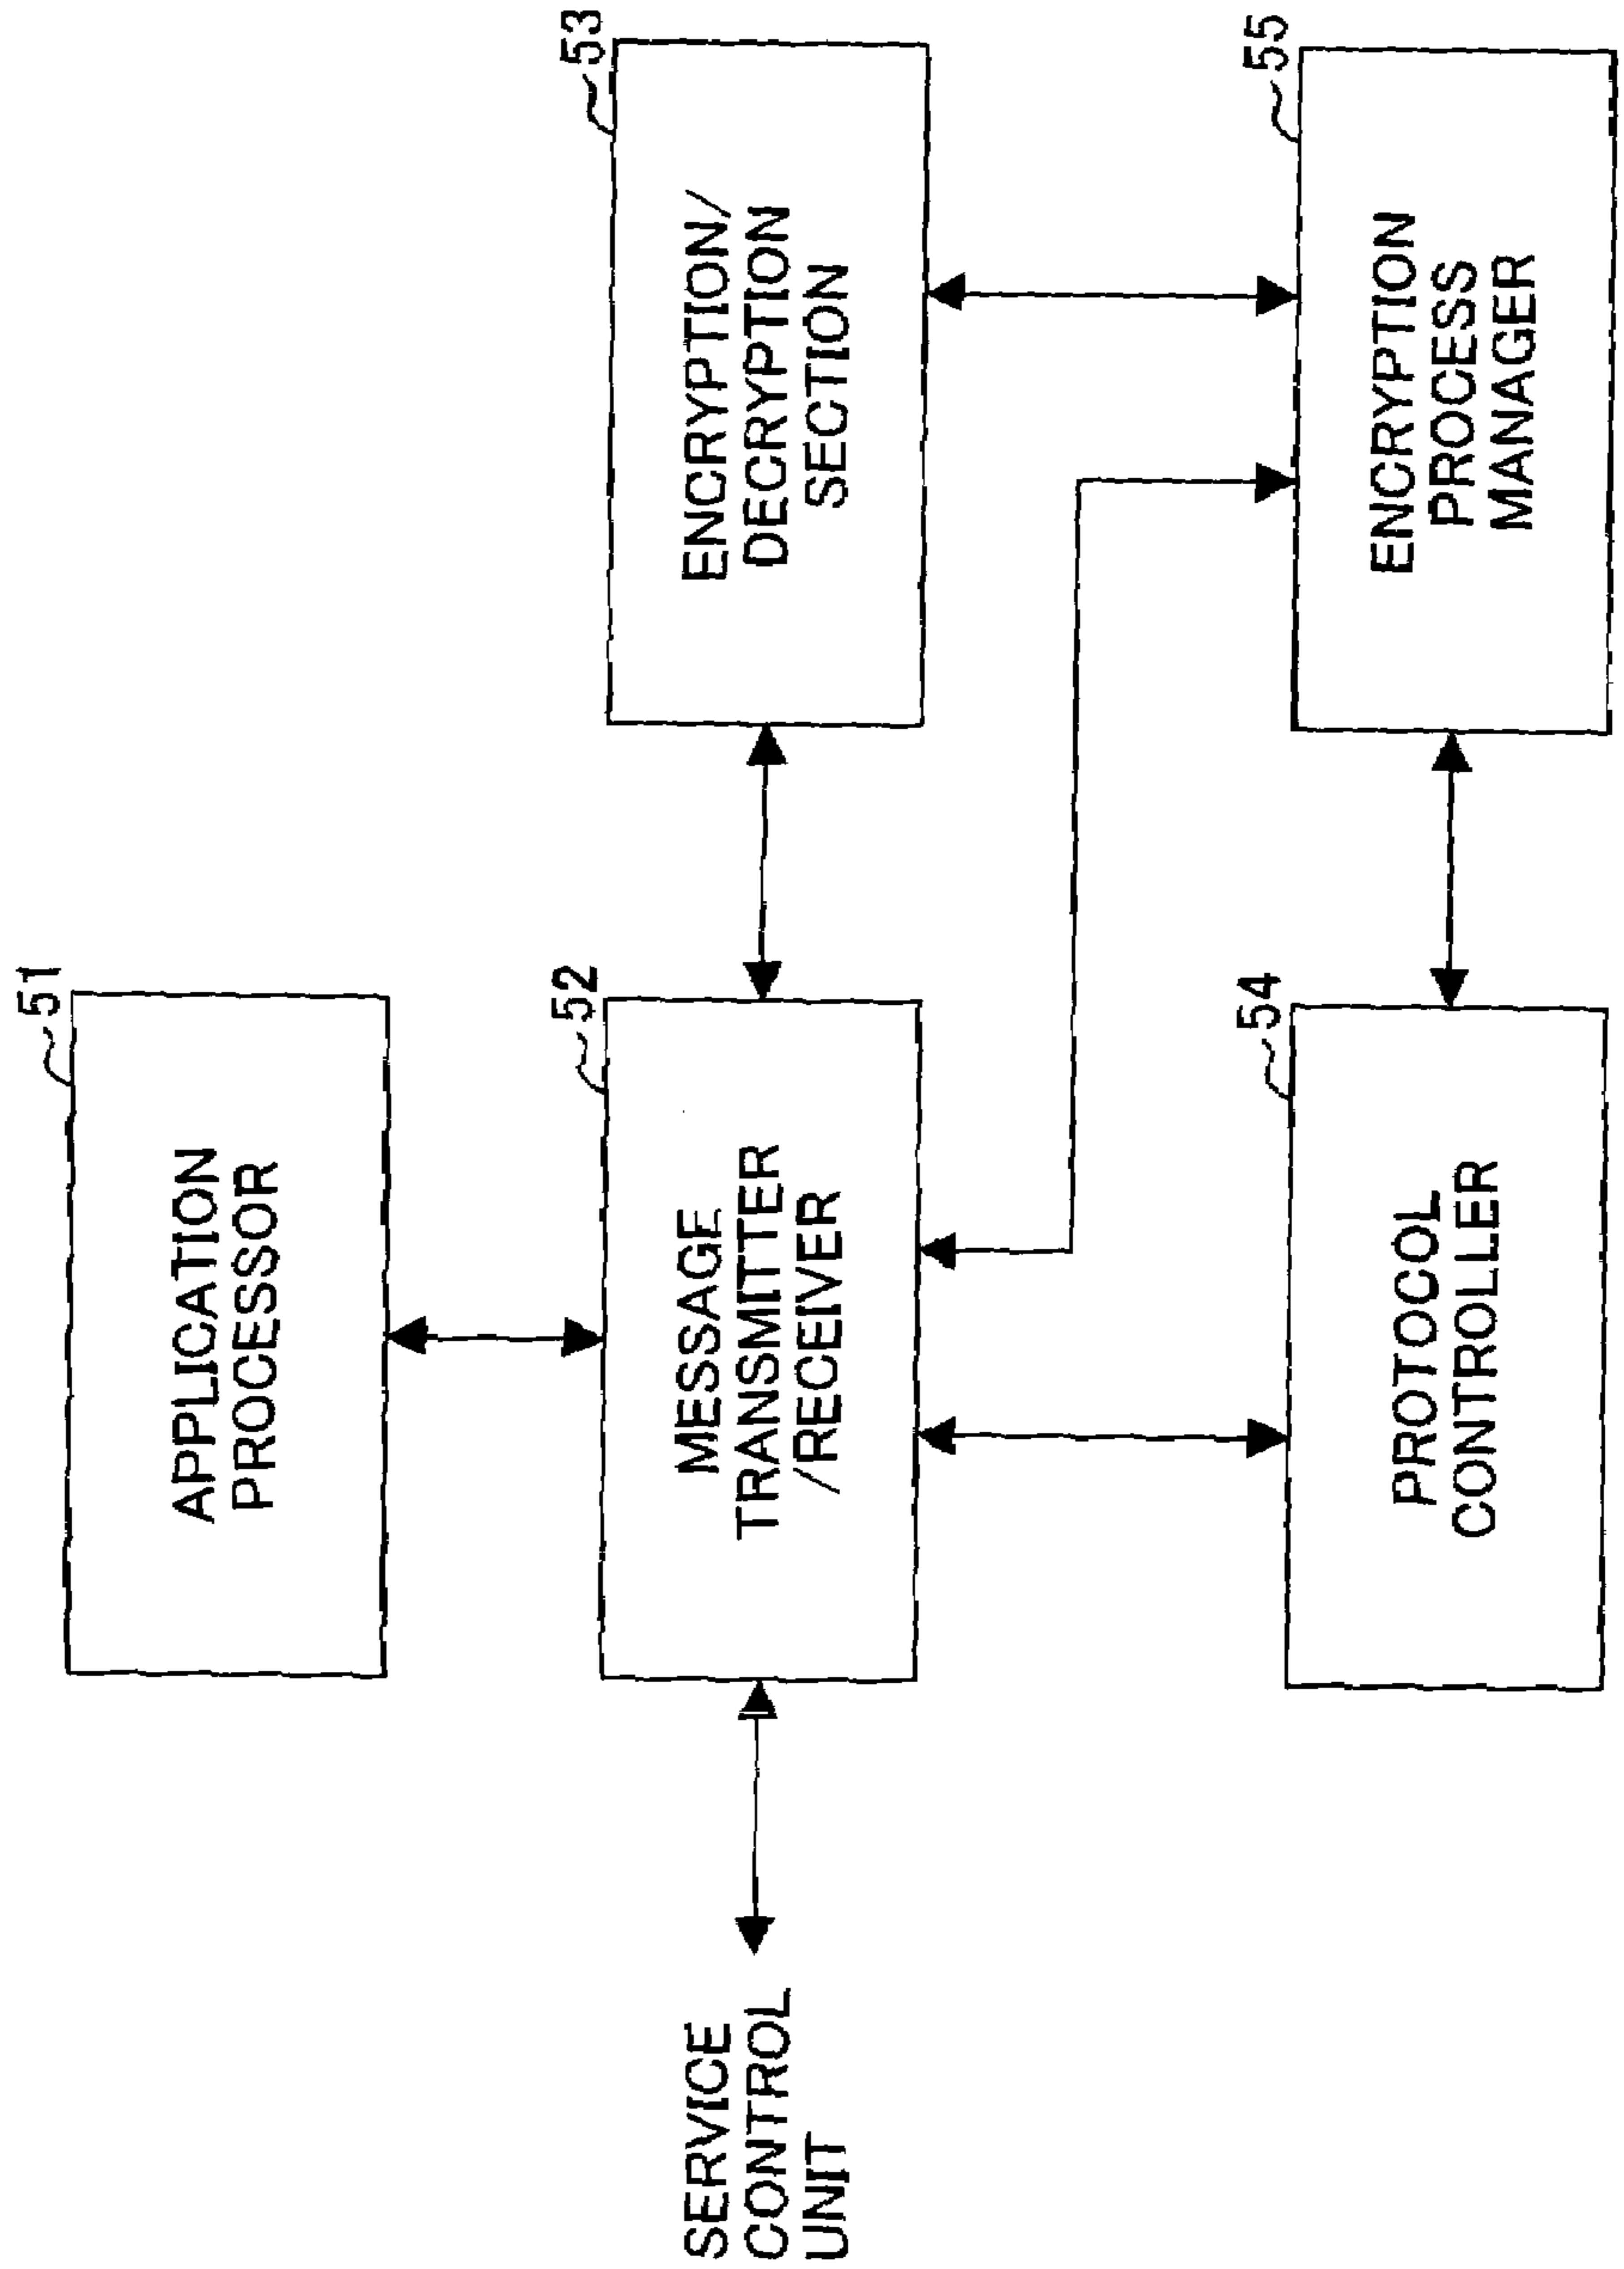 51
APPLICATION
PROCESSOR
SERVICE
CONTROL
UNIT
52
MESSAGE
TRANSMITTER
/RECEIVER
53
ENCRYPTION/
DECRYPTION
SECTION
54
PROTOCOL
CONTROLLER
55
ENCRYPTION
PROCESS
MANAGER